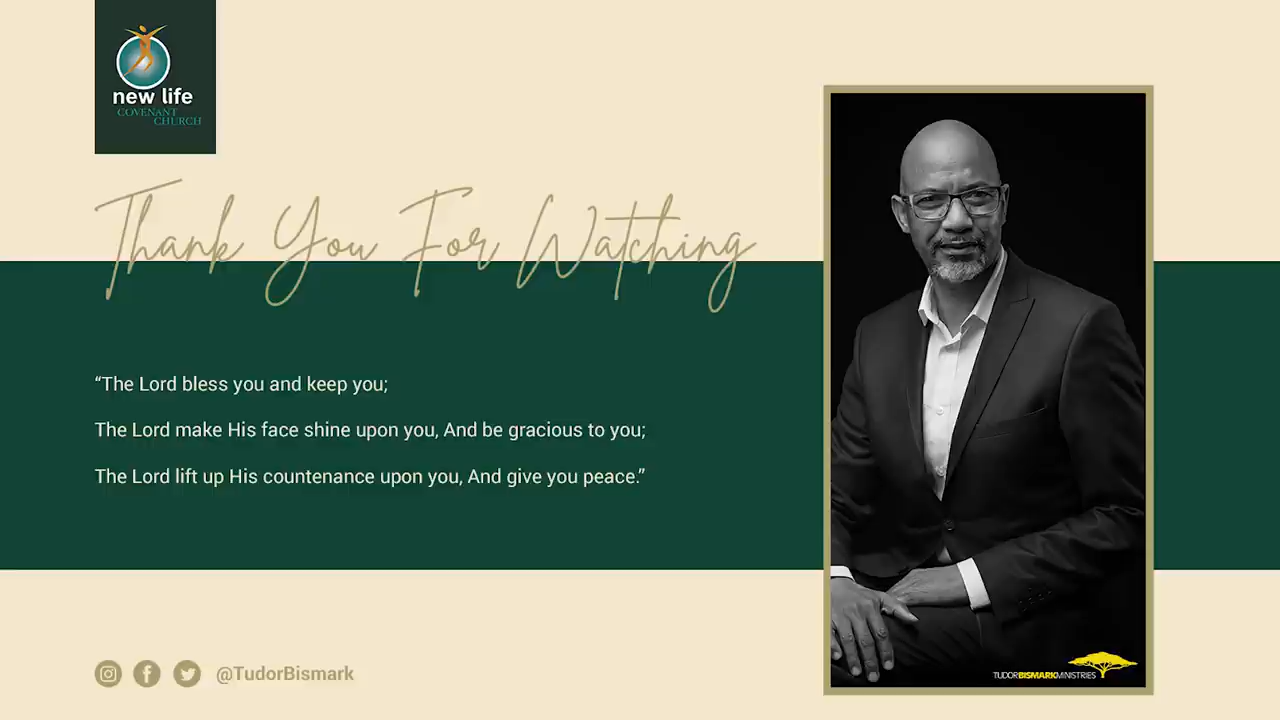 new life
COVENANT
CHURCH
Thank You For Watching
“The Lord bless you and keep you;
The Lord make His face shine upon you, And be gracious to you;
The Lord lift up His countenance upon you, And give you peace.”
@TudorBismark
TUDORBISMARKMINISTRIES